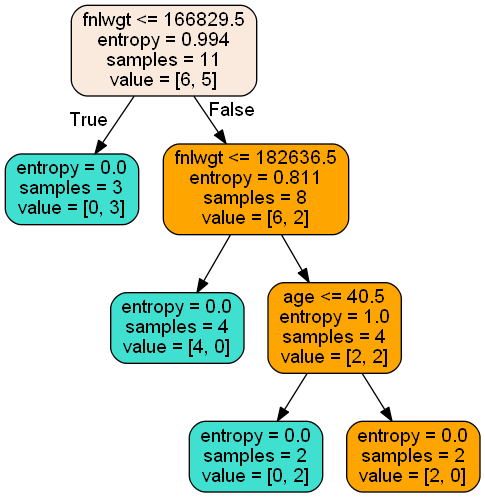 fnlwgt <= 166829.5
entropy = 0.994
samples = 11
value = [6, 5]
True
False
entropy = 0.0
samples = 3
value = [0, 3]
fnlwgt <= 182636.5
entropy = 0.811
samples = 8
value = [6, 2]
entropy = 0.0
samples = 4
value = [4, 0]
age <= 40.5
entropy = 1.0
samples = 4
value = [2, 2]
entropy = 0.0
samples = 2
value = [0, 2]
entropy = 0.0
samples = 2
value = [2, 0]